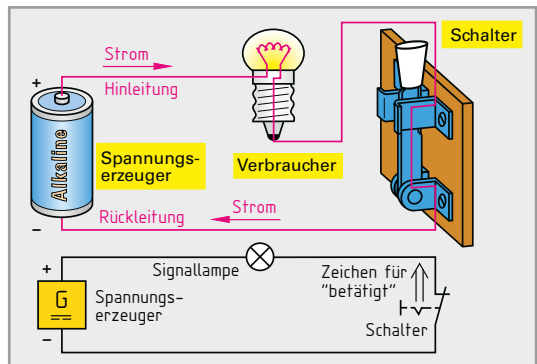 Strom
Schalter
+
Hinleitung
Alkaline
Spannungs-
erzeuger
Verbraucher
Strom
Rückleitung
–
+
Signallampe
Zeichen für
"betätigt"
G
Spannungs-
erzeuger
Schalter
–